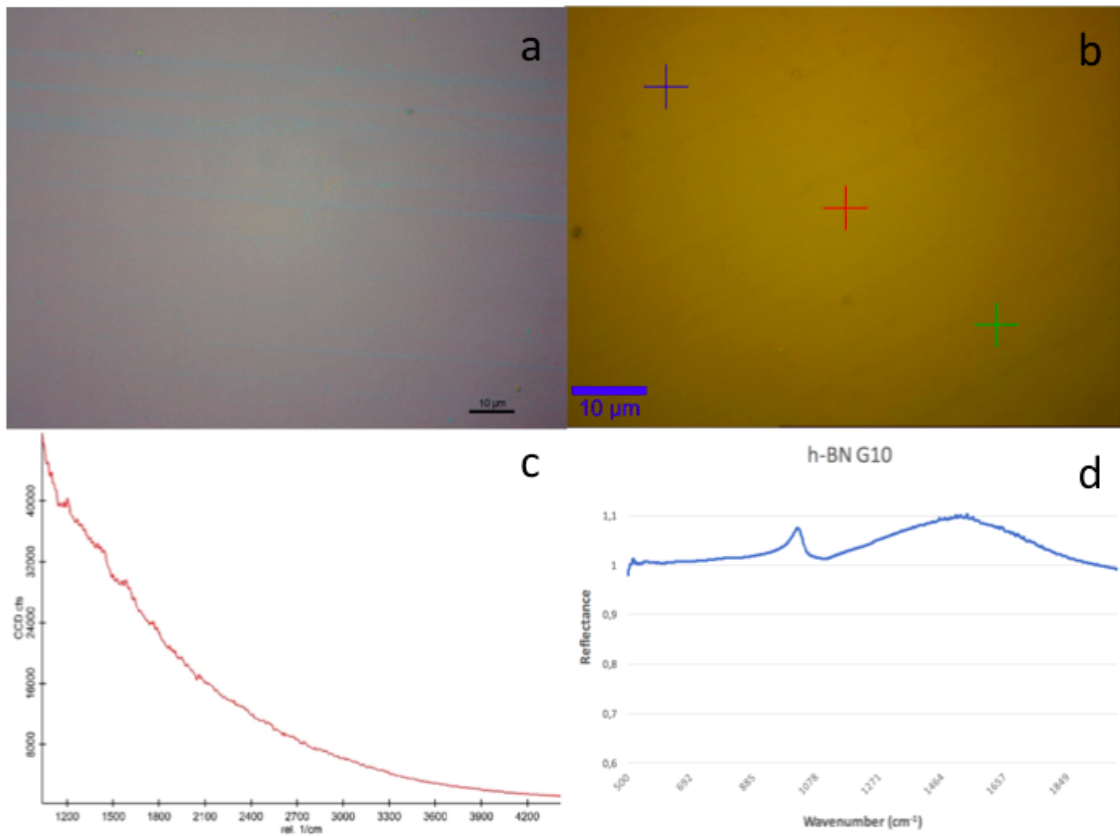 a
b
10 µm
10 µm
c
CCD cts
40000
32000
24000
16000
8000
1200 1500 1800 2100 2400 2700 3000 3300 3600 3900 4200
rel. 1/cm
h-BN G10
d
Reflectance
1,1
1
0,9
0,8
0,7
0,6
500 692 885 1078 1271 1464 1657 1849
Wavenumber (cm⁻¹)